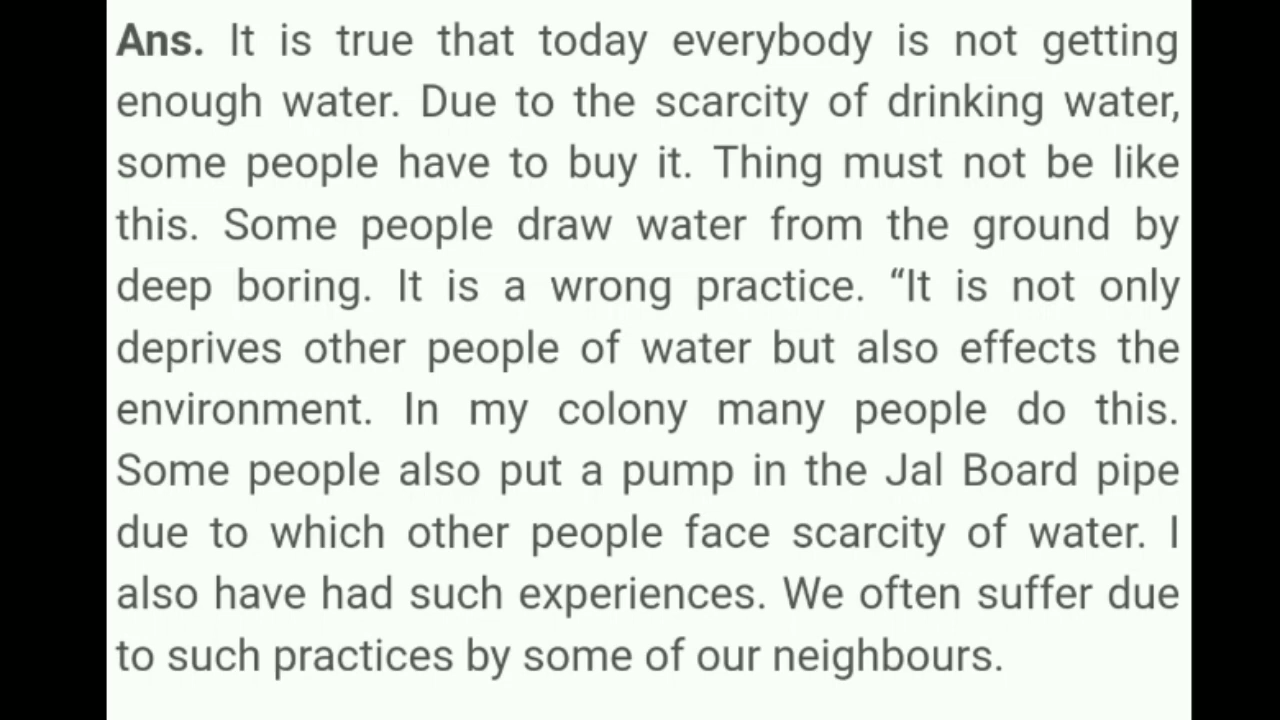 Ans. It is true that today everybody is not getting
enough water. Due to the scarcity of drinking water,
some people have to buy it. Thing must not be like
this. Some people draw water from the ground by
deep boring. It is a wrong practice. “It is not only
deprives other people of water but also effects the
environment. In my colony many people do this.
Some people also put a pump in the Jal Board pipe
due to which other people face scarcity of water. I
also have had such experiences. We often suffer due
to such practices by some of our neighbours.